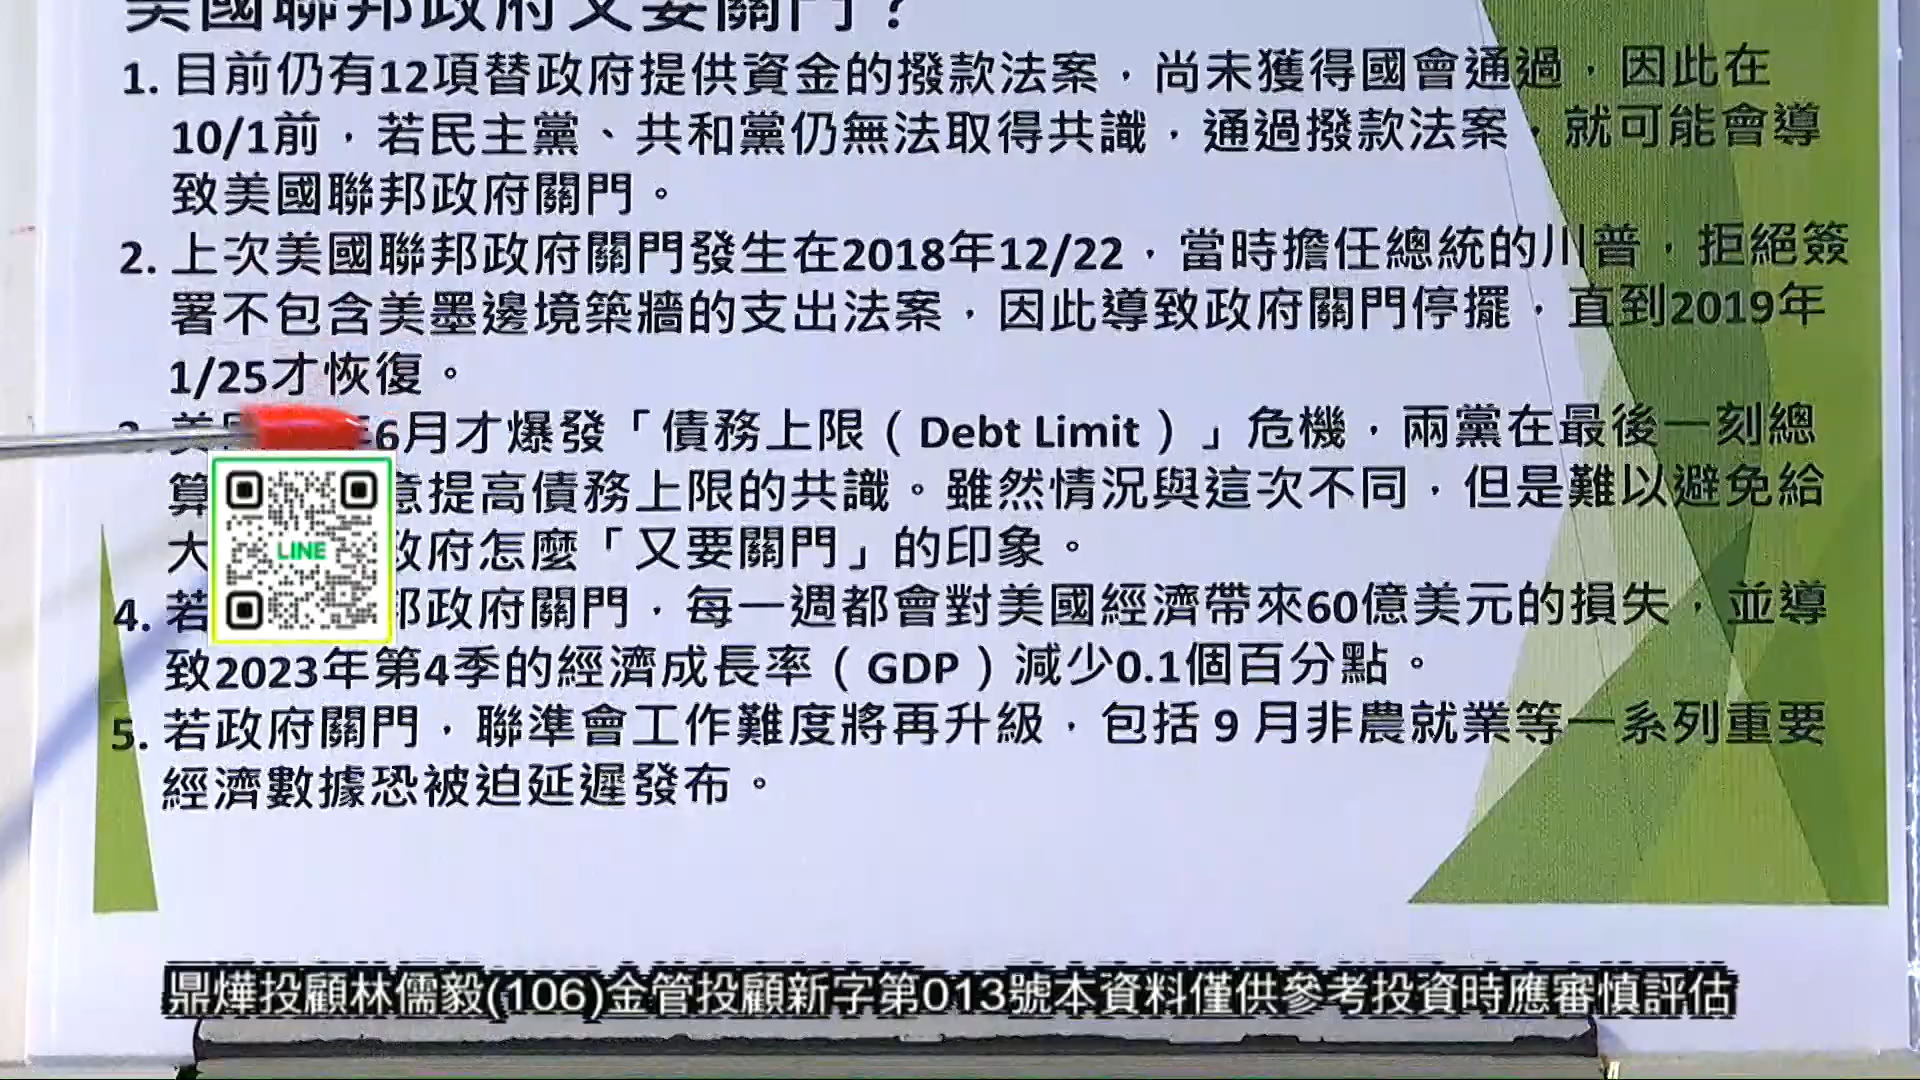 美國聯邦政府又要關門？
1. 目前仍有12項替政府提供資金的撥款法案，尚未獲得國會通過，因此在
10/1前，若民主黨、共和黨仍無法取得共識，通過撥款法案，就可能會導
致美國聯邦政府關門。
2. 上次美國聯邦政府關門發生在2018年12/22，當時擔任總統的川普，拒絕簽
署不包含美墨邊境築牆的支出法案，因此導致政府關門停擺，直到2019年
1/25才恢復。
6月才爆發「債務上限（Debt Limit）」危機，兩黨在最後一刻總
算 提高債務上限的共識。雖然情況與這次不同，但是難以避免給
大 政府怎麼「又要關門」的印象。
4. 若 邦政府關門，每一週都會對美國經濟帶來60億美元的損失，並導
致2023年第4季的經濟成長率（GDP）減少0.1個百分點。
5. 若政府關門，聯準會工作難度將再升級，包括 9 月非農就業等一系列重要
經濟數據恐被迫延遲發布。
LINE
鼎燁投顧林儒毅(106)金管投顧新字第013號本資料僅供參考投資時應審慎評估